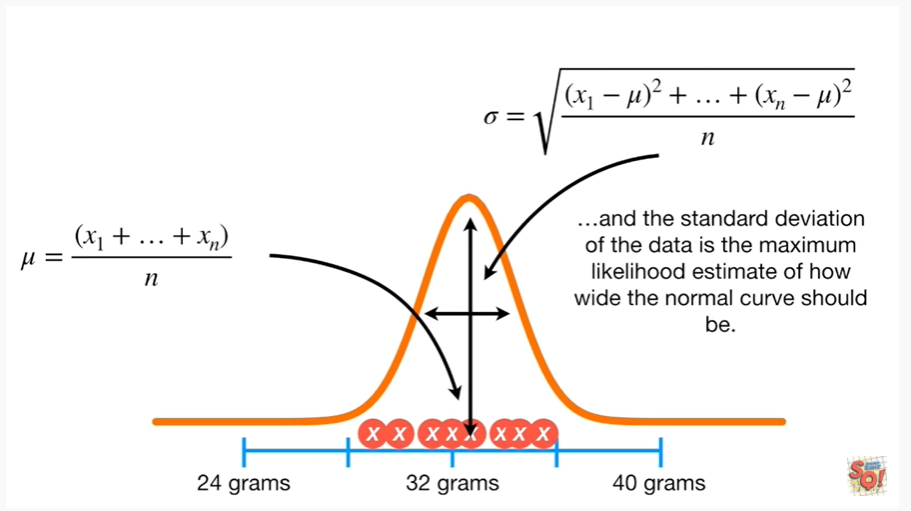 σ = √((x₁ − μ)² + … + (xₙ − μ)² / n)
μ = (x₁ + … + xₙ) / n
…and the standard deviation
of the data is the maximum
likelihood estimate of how
wide the normal curve should
be.
X X X X X X X X
24 grams 32 grams 40 grams
SQ!